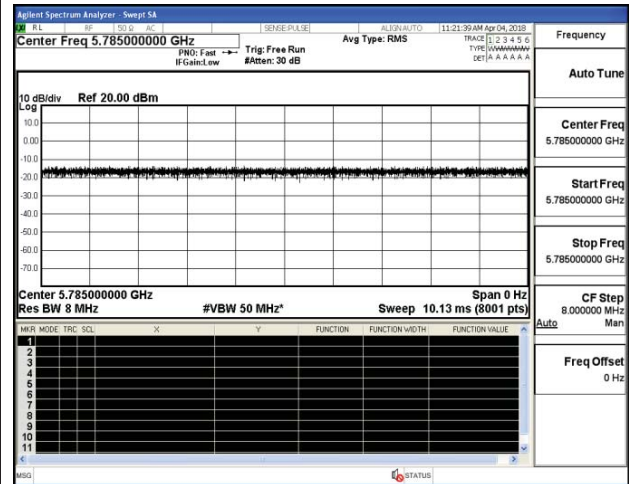 Agilent Spectrum Analyzer - Swept SA
RL RF 50 Ω AC SENSE:PULSE ALIGN AUTO 11:21:39 AM Apr 04, 2018
Center Freq 5.785000000 GHz
PNO: Fast
IFGain:Low
Trig: Free Run
#Atten: 30 dB
Avg Type: RMS
TRACE 1 2 3 4 5 6
TYPE
DET A A A A A A
Frequency
Auto Tune
10 dB/div Ref 20.00 dBm
Log
10.0
0.00
-10.0
-20.0
-30.0
-40.0
-50.0
-60.0
-70.0
Center 5.785000000 GHz Span 0 Hz
Res BW 8 MHz #VBW 50 MHz* Sweep 10.13 ms (8001 pts)
MKR MODE TRC SCL X Y FUNCTION FUNCTION WIDTH FUNCTION VALUE
1
2
3
4
5
6
7
8
9
10
11
Center Freq
5.785000000 GHz
Start Freq
5.785000000 GHz
Stop Freq
5.785000000 GHz
CF Step
8.000000 MHz
Auto Man
Freq Offset
0 Hz
MSG STATUS